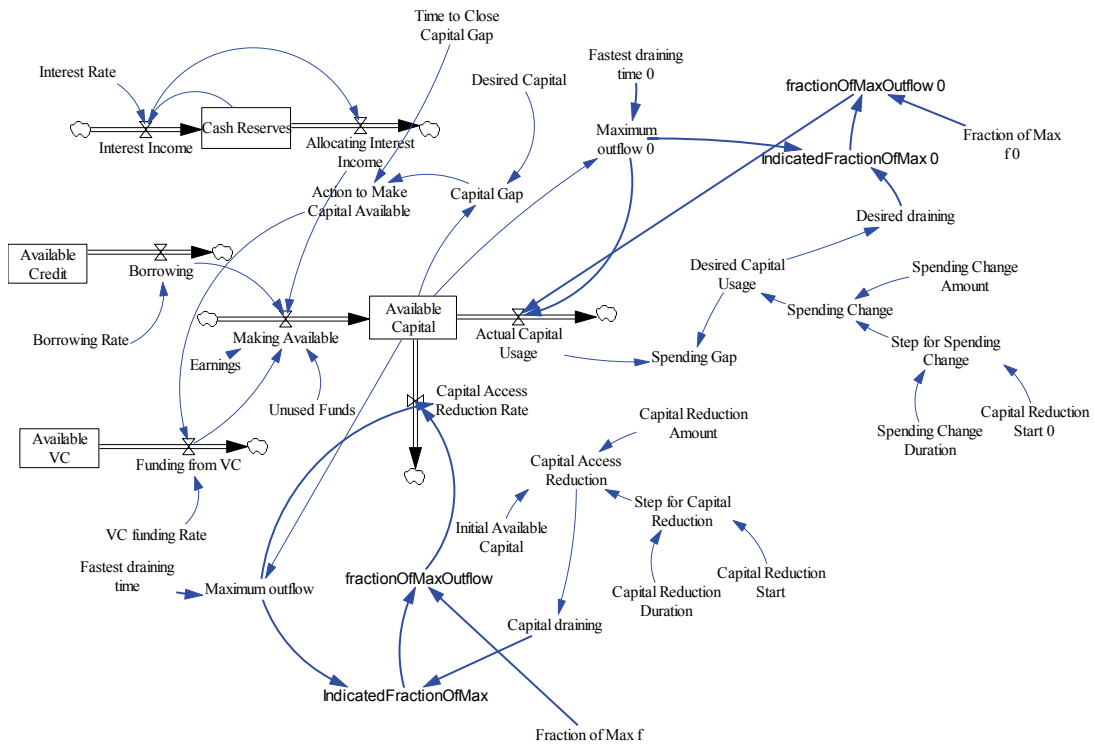 Time to Close
Capital Gap
Interest Rate
Desired Capital
Fastest draining
time 0
fractionOfMaxOutflow 0
Cash Reserves
Interest Income
Allocating Interest
Income
Maximum
outflow 0
Fraction of Max
f 0
IndicatedFractionOfMax 0
Action to Make
Capital Available
Capital Gap
Desired draining
Available
Credit
Borrowing
Desired Capital
Usage
Spending Change
Amount
Available
Capital
Spending Change
Borrowing Rate
Making Available
Actual Capital
Usage
Spending Gap
Step for Spending
Change
Earnings
Unused Funds
Capital Access
Reduction Rate
Capital Reduction
Amount
Capital Reduction
Start 0
Spending Change
Duration
Available
VC
Funding from VC
Capital Access
Reduction
Step for Capital
Reduction
Initial Available
Capital
VC funding Rate
Fastest draining
time
Maximum outflow
fractionOfMaxOutflow
Capital Reduction
Duration
Capital Reduction
Start
Capital draining
IndicatedFractionOfMax
Fraction of Max f